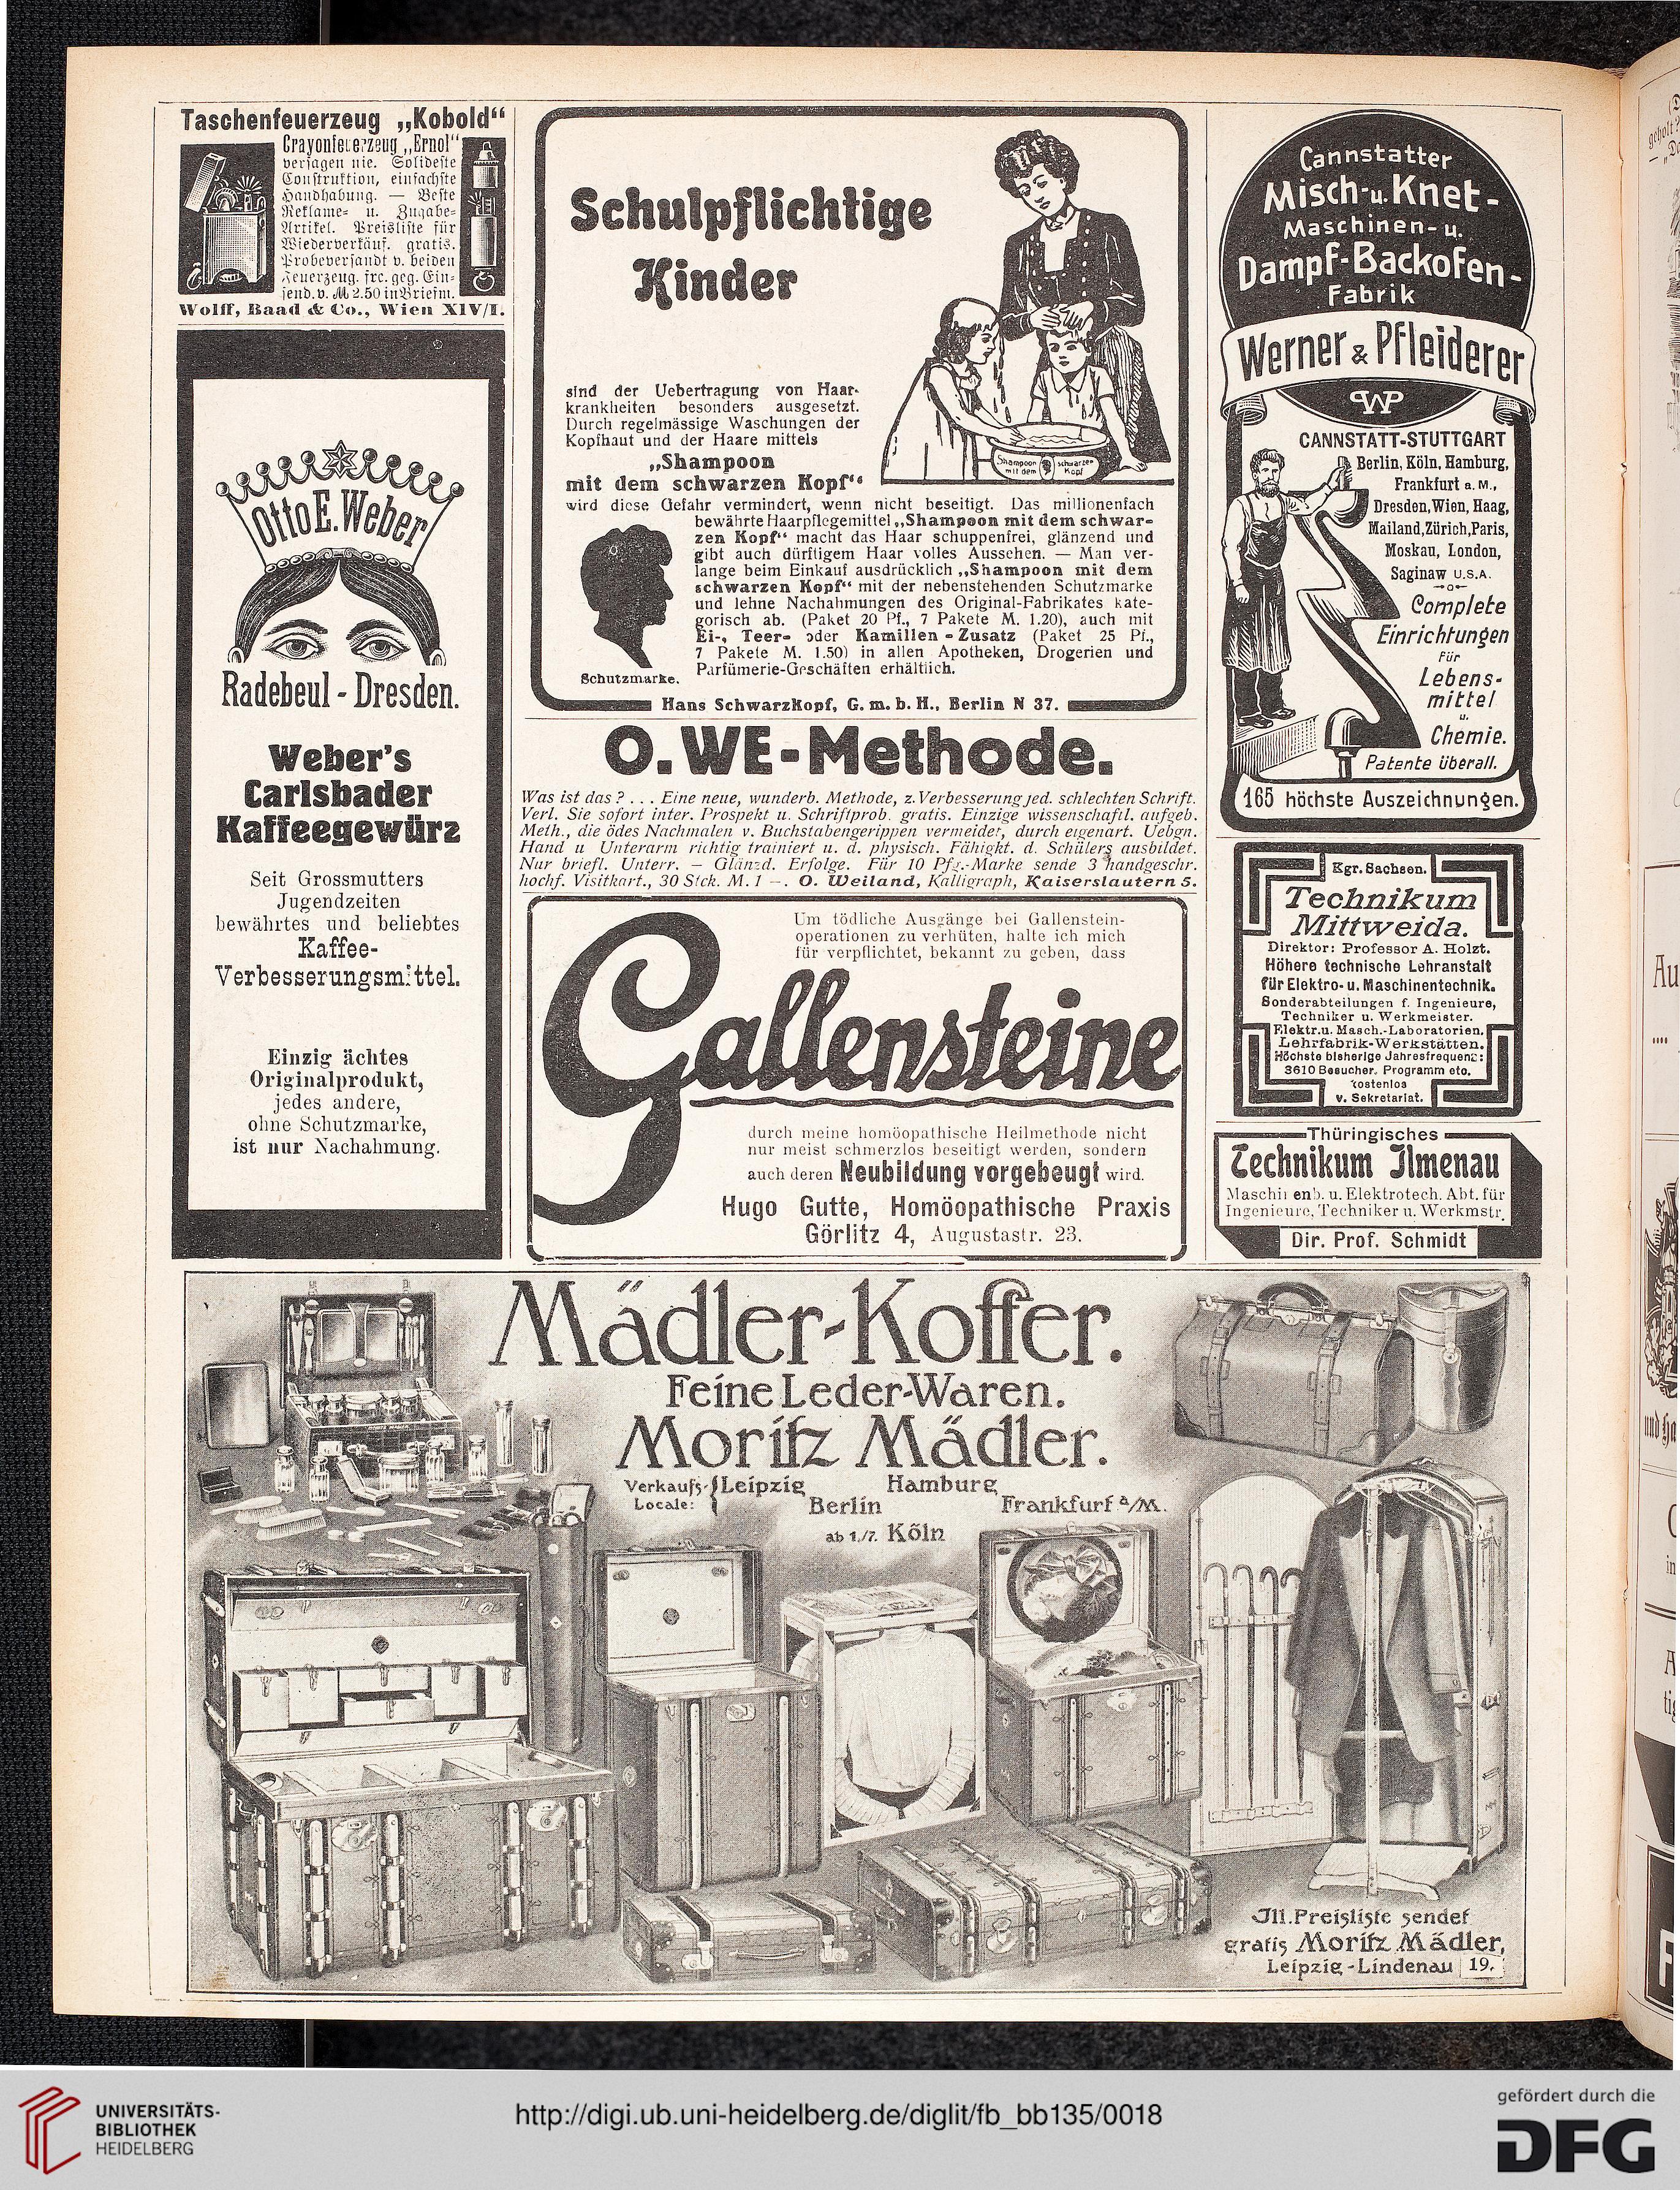 Taschenfeuerzeug „Kobold“
Crayonfeuerzeug „Ernol“
versagen nie. Solideste
Construktion, einfachste
Handhabung. — Beste
Reklame- u. Zugabe-
Artikel. Preisliste für
Wiederverkäuf. gratis.
Probeversandt v. beiden
Feuerzeug. frc. geg. Ein-
send. v. M 2.50 in Briefm.
Wolff, Baad & Co., Wien XIV/I.
Otto E. Weber
Radebeul - Dresden.
Weber's
Carlsbader
Kaffeegewürz
Seit Grossmutters
Jugendzeiten
bewährtes und beliebtes
Kaffee-
Verbesserungsmittel.
Einzig ächtes
Originalprodukt,
jedes andere,
ohne Schutzmarke,
ist nur Nachahmung.
Schulpflichtige
Kinder
sind der Uebertragung von Haar-
krankheiten besonders ausgesetzt.
Durch regelmässige Waschungen der
Kopfhaut und der Haare mittels
„Shampoon
mit dem schwarzen Kopf“
Shampoon schwarzer
mit dem Kopf
wird diese Gefahr vermindert, wenn nicht beseitigt. Das millionenfach
bewährte Haarpflegemittel „Shampoon mit dem schwar-
zen Kopf“ macht das Haar schuppenfrei, glänzend und
gibt auch dürftigem Haar volles Aussehen. — Man ver-
lange beim Einkauf ausdrücklich „Shampoon mit dem
schwarzen Kopf“ mit der nebenstehenden Schutzmarke
und lehne Nachahmungen des Original-Fabrikates kate-
gorisch ab. (Paket 20 Pf., 7 Pakete M. 1.20), auch mit
Ei-, Teer- oder Kamillen - Zusatz (Paket 25 Pf.,
7 Pakete M. 1.50) in allen Apotheken, Drogerien und
Parfümerie-Geschäften erhältlich.
Schutzmarke.
Hans Schwarzkopf, G. m. b. H., Berlin N 37.
O. WE-Methode.
Was ist das ? . . . Eine neue, wunderb. Methode, z. Verbesserung jed. schlechten Schrift.
Verl. Sie sofort inter. Prospekt u. Schriftprob. gratis. Einzige wissenschaftl. aufgeb.
Meth., die ödes Nachmalen v. Buchstabengerippen vermeidet, durch eigenart. Uebgn.
Hand u Unterarm richtig trainiert u. d. physisch. Fähigkt. d. Schülers ausbildet.
Nur briefl. Unterr. – Glänzd. Erfolge. Für 10 Pfg.-Marke sende 3 handgeschr.
hochf. Visitkart., 30 Stck. M. 1 –. O. Weiland, Kalligraph, Kaiserslautern 5.
Um tödliche Ausgänge bei Gallenstein-
operationen zu verhüten, halte ich mich
für verpflichtet, bekannt zu geben, dass
Gallensteine
durch meine homöopathische Heilmethode nicht
nur meist schmerzlos beseitigt werden, sondern
auch deren Neubildung vorgebeugt wird.
Hugo Gutte, Homöopathische Praxis
Görlitz 4, Augustastr. 23.
Cannstatter
Misch- u. Knet-
Maschinen- u.
Dampf-Backofen-
Fabrik
Werner & Pfleiderer
WP
CANNSTATT-STUTTGART
Berlin, Köln, Hamburg,
Frankfurt a. M.,
Dresden, Wien, Haag,
Mailand, Zürich, Paris,
Moskau, London,
Saginaw U.S.A.
Complete
Einrichtungen
für
Lebens-
mittel
u.
Chemie.
Patente überall.
165 höchste Auszeichnungen.
Kgr. Sachsen.
Technikum
Mittweida.
Direktor: Professor A. Holzt.
Höhere technische Lehranstalt
für Elektro- u. Maschinentechnik.
Sonderabteilungen f. Ingenieure,
Techniker u. Werkmeister.
Elektr. u. Masch.-Laboratorien.
Lehrfabrik-Werkstätten.
Höchste bisherige Jahresfrequenz:
3610 Besucher. Programm etc.
kostenlos
v. Sekretariat.
Thüringisches
Technikum Ilmenau
Maschinenb. u. Elektrotech. Abt. für
Ingenieure, Techniker u. Werkmstr.
Dir. Prof. Schmidt
Mädler-Koffer.
Feine Leder-Waren.
Moritz Mädler.
Verkaufs- Leipzig Hamburg
Locale: Berlin Frankfurt a/M.
ab 1./7. Köln
Ill. Preisliste sendet
gratis Moritz Mädler,
Leipzig - Lindenau 19.
Au
und Ha
UNIVERSITÄTS-
BIBLIOTHEK
HEIDELBERG
http://digi.ub.uni-heidelberg.de/diglit/fb_bb135/0018
gefördert durch die
DFG